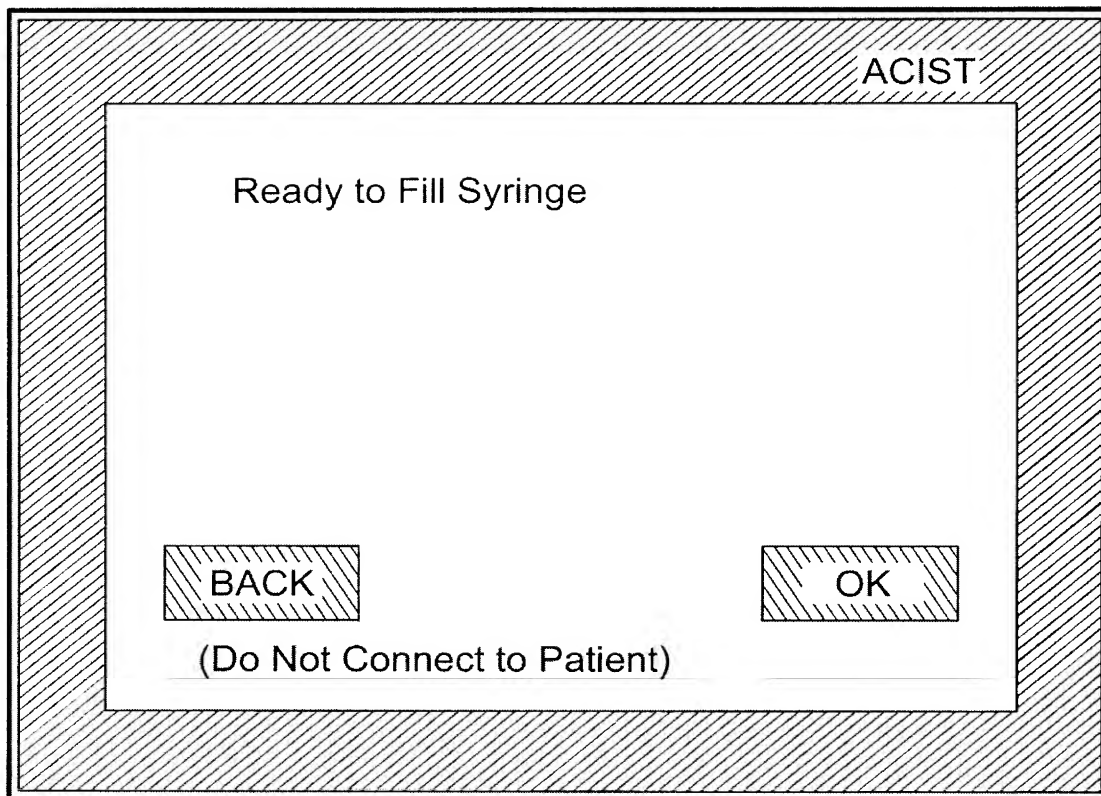 ACIST
Ready to Fill Syringe
BACK
OK
(Do Not Connect to Patient)